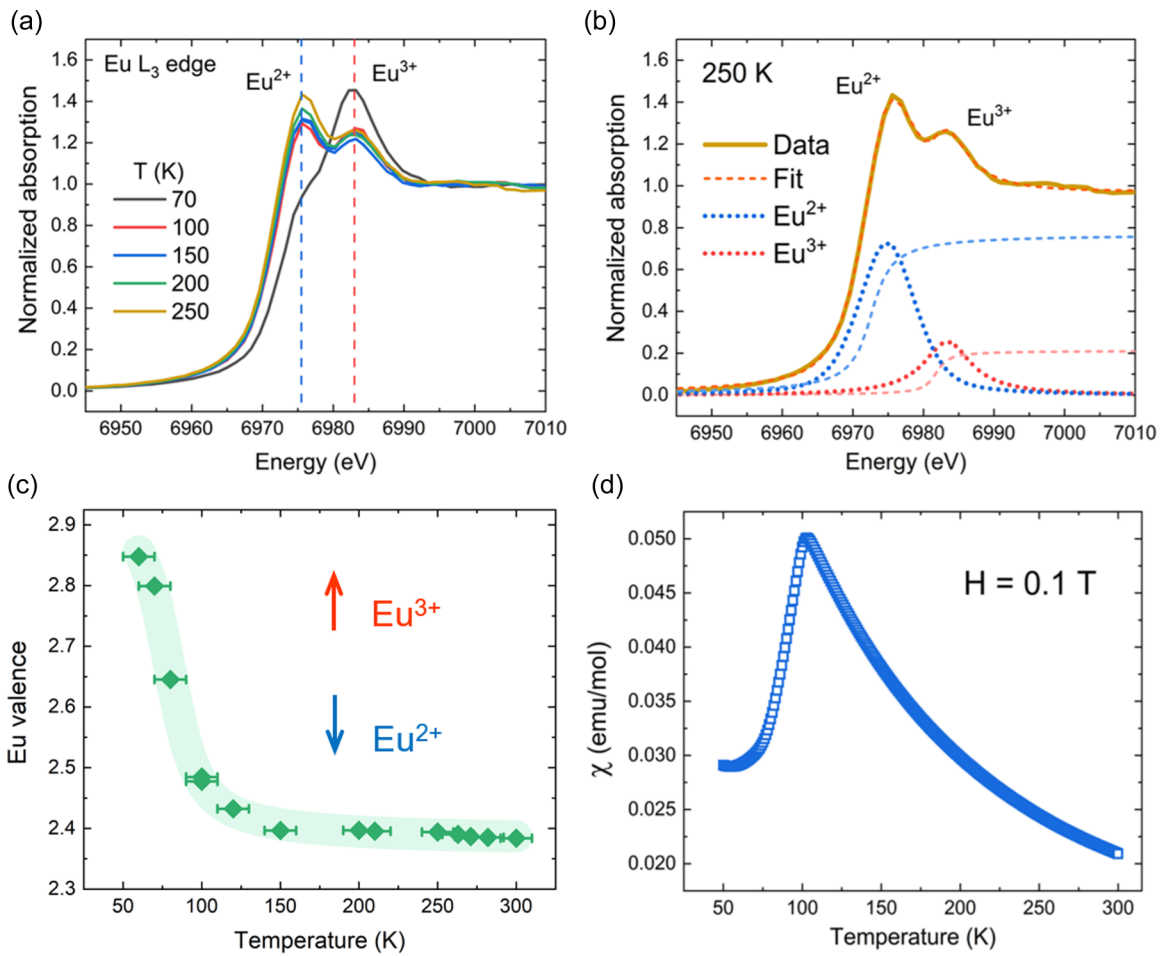 (a)
Normalized absorption
1.6
1.4
1.2
1.0
0.8
0.6
0.4
0.2
0.0
Eu L₃ edge
Eu²⁺
Eu³⁺
T (K)
70
100
150
200
250
6950 6960 6970 6980 6990 7000 7010
Energy (eV)
(b)
Normalized absorption
1.6
1.4
1.2
1.0
0.8
0.6
0.4
0.2
0.0
250 K
Eu²⁺
Eu³⁺
Data
Fit
Eu²⁺
Eu³⁺
6950 6960 6970 6980 6990 7000 7010
Energy (eV)
(c)
Eu valence
2.9
2.8
2.7
2.6
2.5
2.4
2.3
Eu³⁺
Eu²⁺
50 100 150 200 250 300
Temperature (K)
(d)
χ (emu/mol)
0.050
0.045
0.040
0.035
0.030
0.025
0.020
H = 0.1 T
50 100 150 200 250 300
Temperature (K)